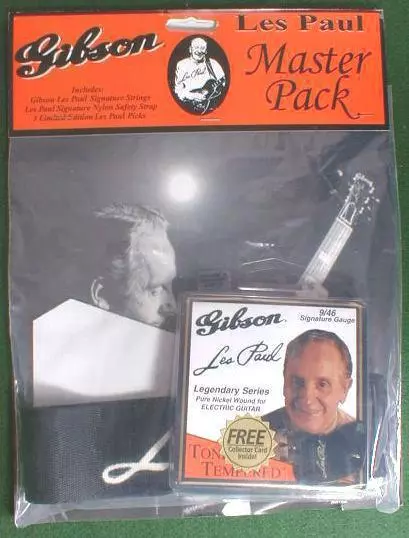 Gibson
Les Paul
Master
Pack
Les Paul
Includes:
Gibson Les Paul Signature Strings
Les Paul Signature Nylon Safety Strap
3 Limited Edition Les Paul Picks
Gibson
9/46
Signature Gauge
Les Paul
Legendary Series
Pure Nickel Wound for
ELECTRIC GUITAR
FREE
Collector Card
Inside!
TEMPERED